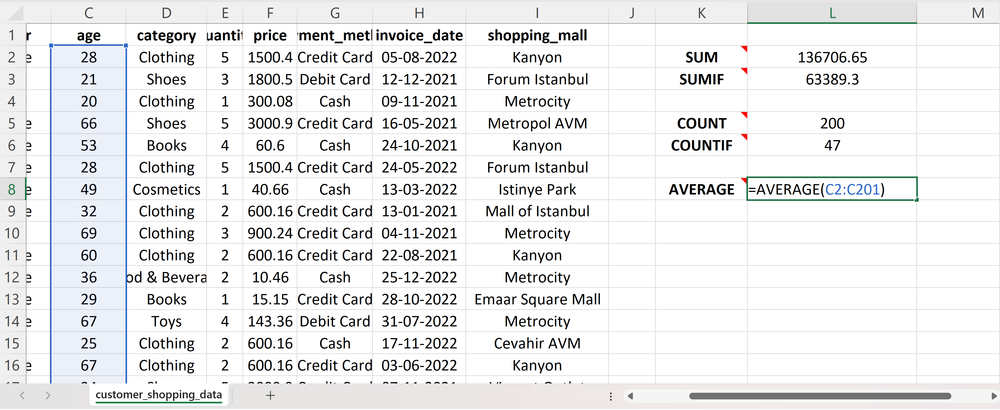 C D E F G H I J K L M
1 r age category uantit price ment_metl invoice_date shopping_mall
2 e 28 Clothing 5 1500.4 Credit Card 05-08-2022 Kanyon SUM 136706.65
3 21 Shoes 3 1800.5 Debit Card 12-12-2021 Forum Istanbul SUMIF 63389.3
4 20 Clothing 1 300.08 Cash 09-11-2021 Metrocity
5 e 66 Shoes 5 3000.9 Credit Card 16-05-2021 Metropol AVM COUNT 200
6 e 53 Books 4 60.6 Cash 24-10-2021 Kanyon COUNTIF 47
7 e 28 Clothing 5 1500.4 Credit Card 24-05-2022 Forum Istanbul
8 e 49 Cosmetics 1 40.66 Cash 13-03-2022 Istinye Park AVERAGE =AVERAGE(C2:C201)
9 e 32 Clothing 2 600.16 Credit Card 13-01-2021 Mall of Istanbul
10 69 Clothing 3 900.24 Credit Card 04-11-2021 Metrocity
11 e 60 Clothing 2 600.16 Credit Card 22-08-2021 Kanyon
12 e 36 od & Bevera 2 10.46 Cash 25-12-2022 Metrocity
13 e 29 Books 1 15.15 Credit Card 28-10-2022 Emaar Square Mall
14 e 67 Toys 4 143.36 Debit Card 31-07-2022 Metrocity
15 25 Clothing 2 600.16 Cash 17-11-2022 Cevahir AVM
16 e 67 Clothing 2 600.16 Credit Card 03-06-2022 Kanyon
customer_shopping_data